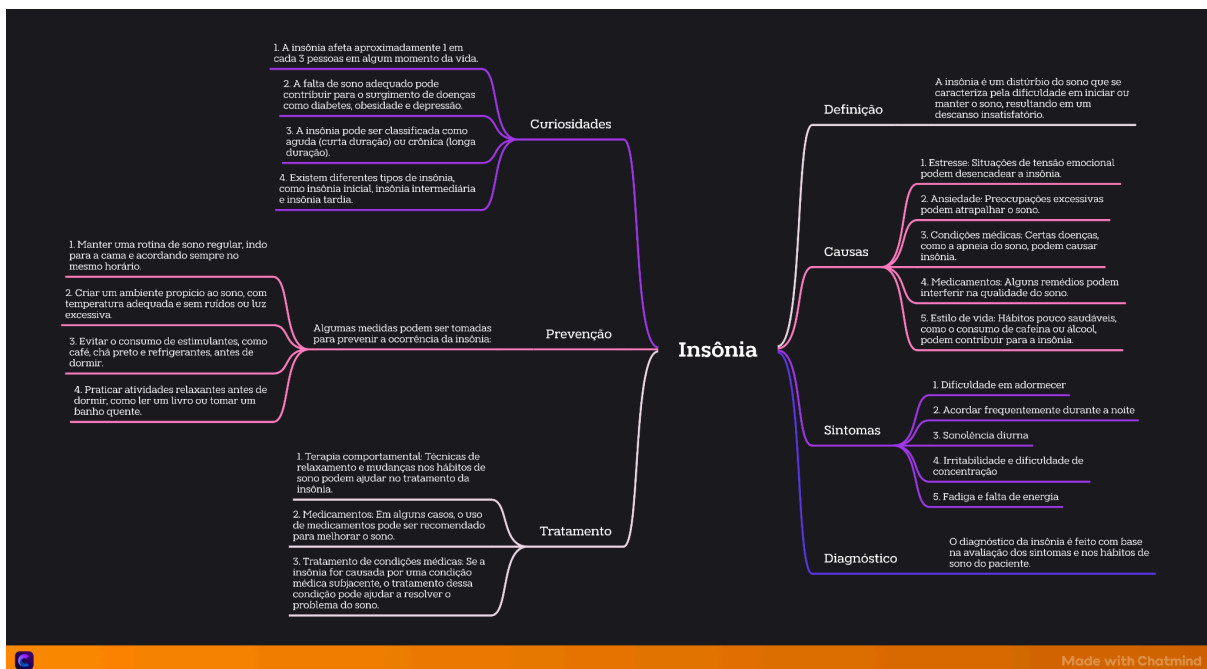 Insônia
Definição
A insônia é um distúrbio do sono que se
caracteriza pela dificuldade em iniciar ou
manter o sono, resultando em um
descanso insatisfatório.
Causas
1. Estresse: Situações de tensão emocional
podem desencadear a insônia.
2. Ansiedade: Preocupações excessivas
podem atrapalhar o sono.
3. Condições médicas: Certas doenças,
como a apneia do sono, podem causar
insônia.
4. Medicamentos: Alguns remédios podem
interferir na qualidade do sono.
5. Estilo de vida: Hábitos pouco saudáveis,
como o consumo de cafeína ou álcool,
podem contribuir para a insônia.
Sintomas
1. Dificuldade em adormecer
2. Acordar frequentemente durante a noite
3. Sonolência diurna
4. Irritabilidade e dificuldade de
concentração
5. Fadiga e falta de energia
Diagnóstico
O diagnóstico da insônia é feito com base
na avaliação dos sintomas e nos hábitos de
sono do paciente.
Curiosidades
1. A insônia afeta aproximadamente 1 em
cada 3 pessoas em algum momento da vida.
2. A falta de sono adequado pode
contribuir para o surgimento de doenças
como diabetes, obesidade e depressão.
3. A insônia pode ser classificada como
aguda (curta duração) ou crônica (longa
duração).
4. Existem diferentes tipos de insônia,
como insônia inicial, insônia intermediária
e insônia tardia.
Prevenção
Algumas medidas podem ser tomadas
para prevenir a ocorrência da insônia:
1. Manter uma rotina de sono regular, indo
para a cama e acordando sempre no
mesmo horário.
2. Criar um ambiente propício ao sono, com
temperatura adequada e sem ruídos ou luz
excessiva.
3. Evitar o consumo de estimulantes, como
café, chá preto e refrigerantes, antes de
dormir.
4. Praticar atividades relaxantes antes de
dormir, como ler um livro ou tomar um
banho quente.
Tratamento
1. Terapia comportamental: Técnicas de
relaxamento e mudanças nos hábitos de
sono podem ajudar no tratamento da
insônia.
2. Medicamentos: Em alguns casos, o uso
de medicamentos pode ser recomendado
para melhorar o sono.
3. Tratamento de condições médicas: Se a
insônia for causada por uma condição
médica subjacente, o tratamento dessa
condição pode ajudar a resolver o
problema do sono.
Made with Chatmind